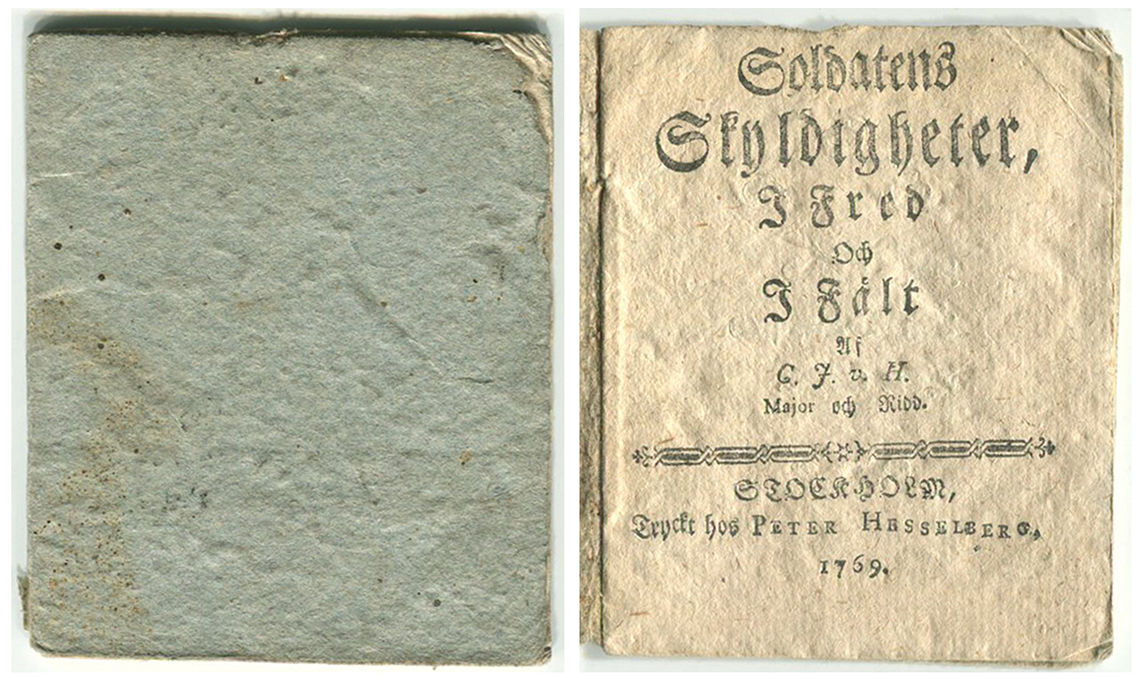 Soldatens
Skyldigheter,
I Fred
Och
I Fält
Af
C. J. v. H.
Major och Ridd.
STOCKHOLM,
Tryckt hos PETER HESSELBERG,
1769.